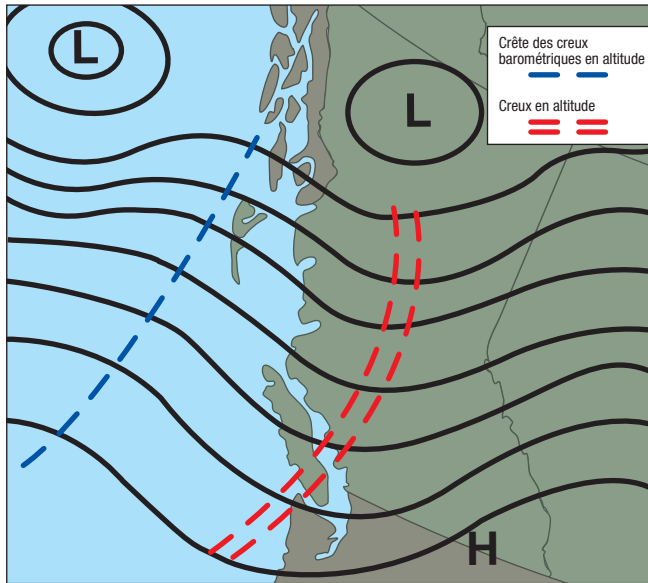 L
L
Crête des creux
barométriques en altitude
Creux en altitude
H